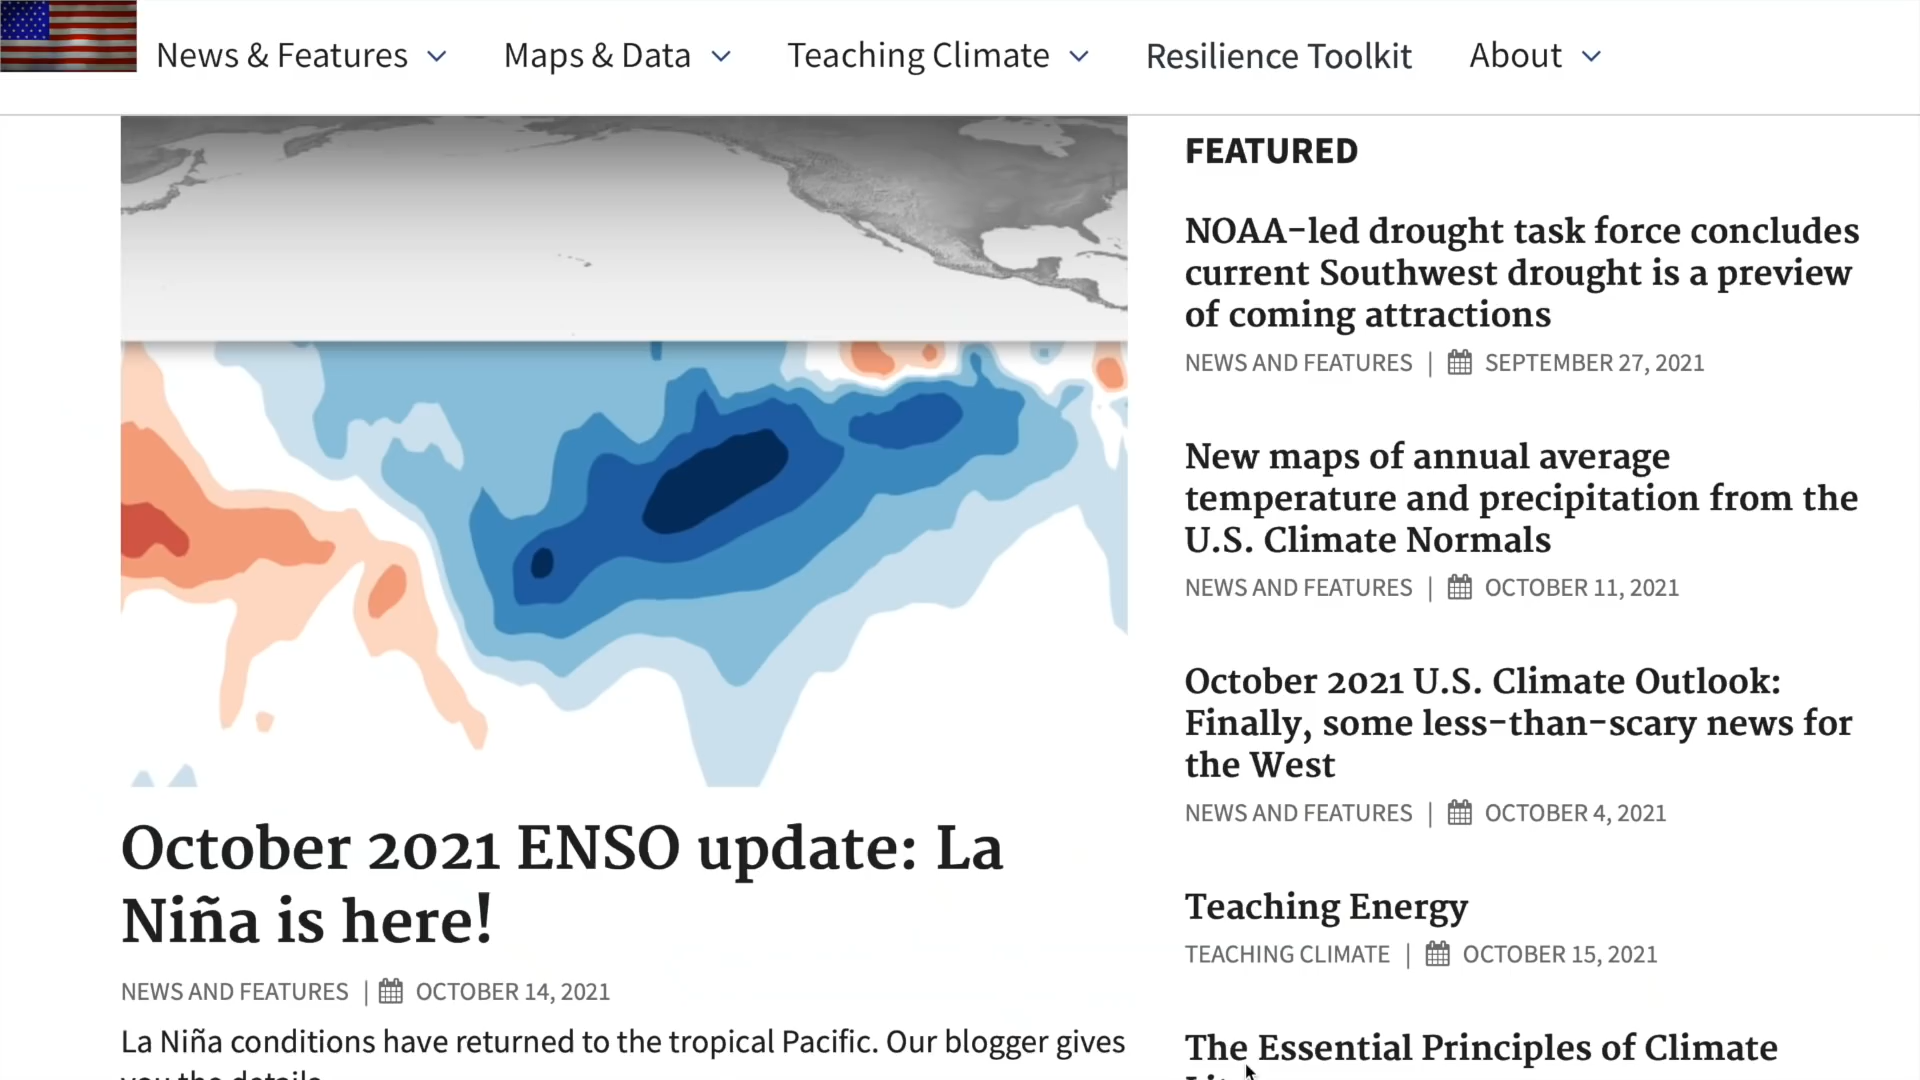 News & Features
Maps & Data
Teaching Climate
Resilience Toolkit
About
October 2021 ENSO update: La
Niña is here!
NEWS AND FEATURES | OCTOBER 14, 2021
La Niña conditions have returned to the tropical Pacific. Our blogger gives
you the details.
FEATURED
NOAA-led drought task force concludes
current Southwest drought is a preview
of coming attractions
NEWS AND FEATURES | SEPTEMBER 27, 2021
New maps of annual average
temperature and precipitation from the
U.S. Climate Normals
NEWS AND FEATURES | OCTOBER 11, 2021
October 2021 U.S. Climate Outlook:
Finally, some less-than-scary news for
the West
NEWS AND FEATURES | OCTOBER 4, 2021
Teaching Energy
TEACHING CLIMATE | OCTOBER 15, 2021
The Essential Principles of Climate